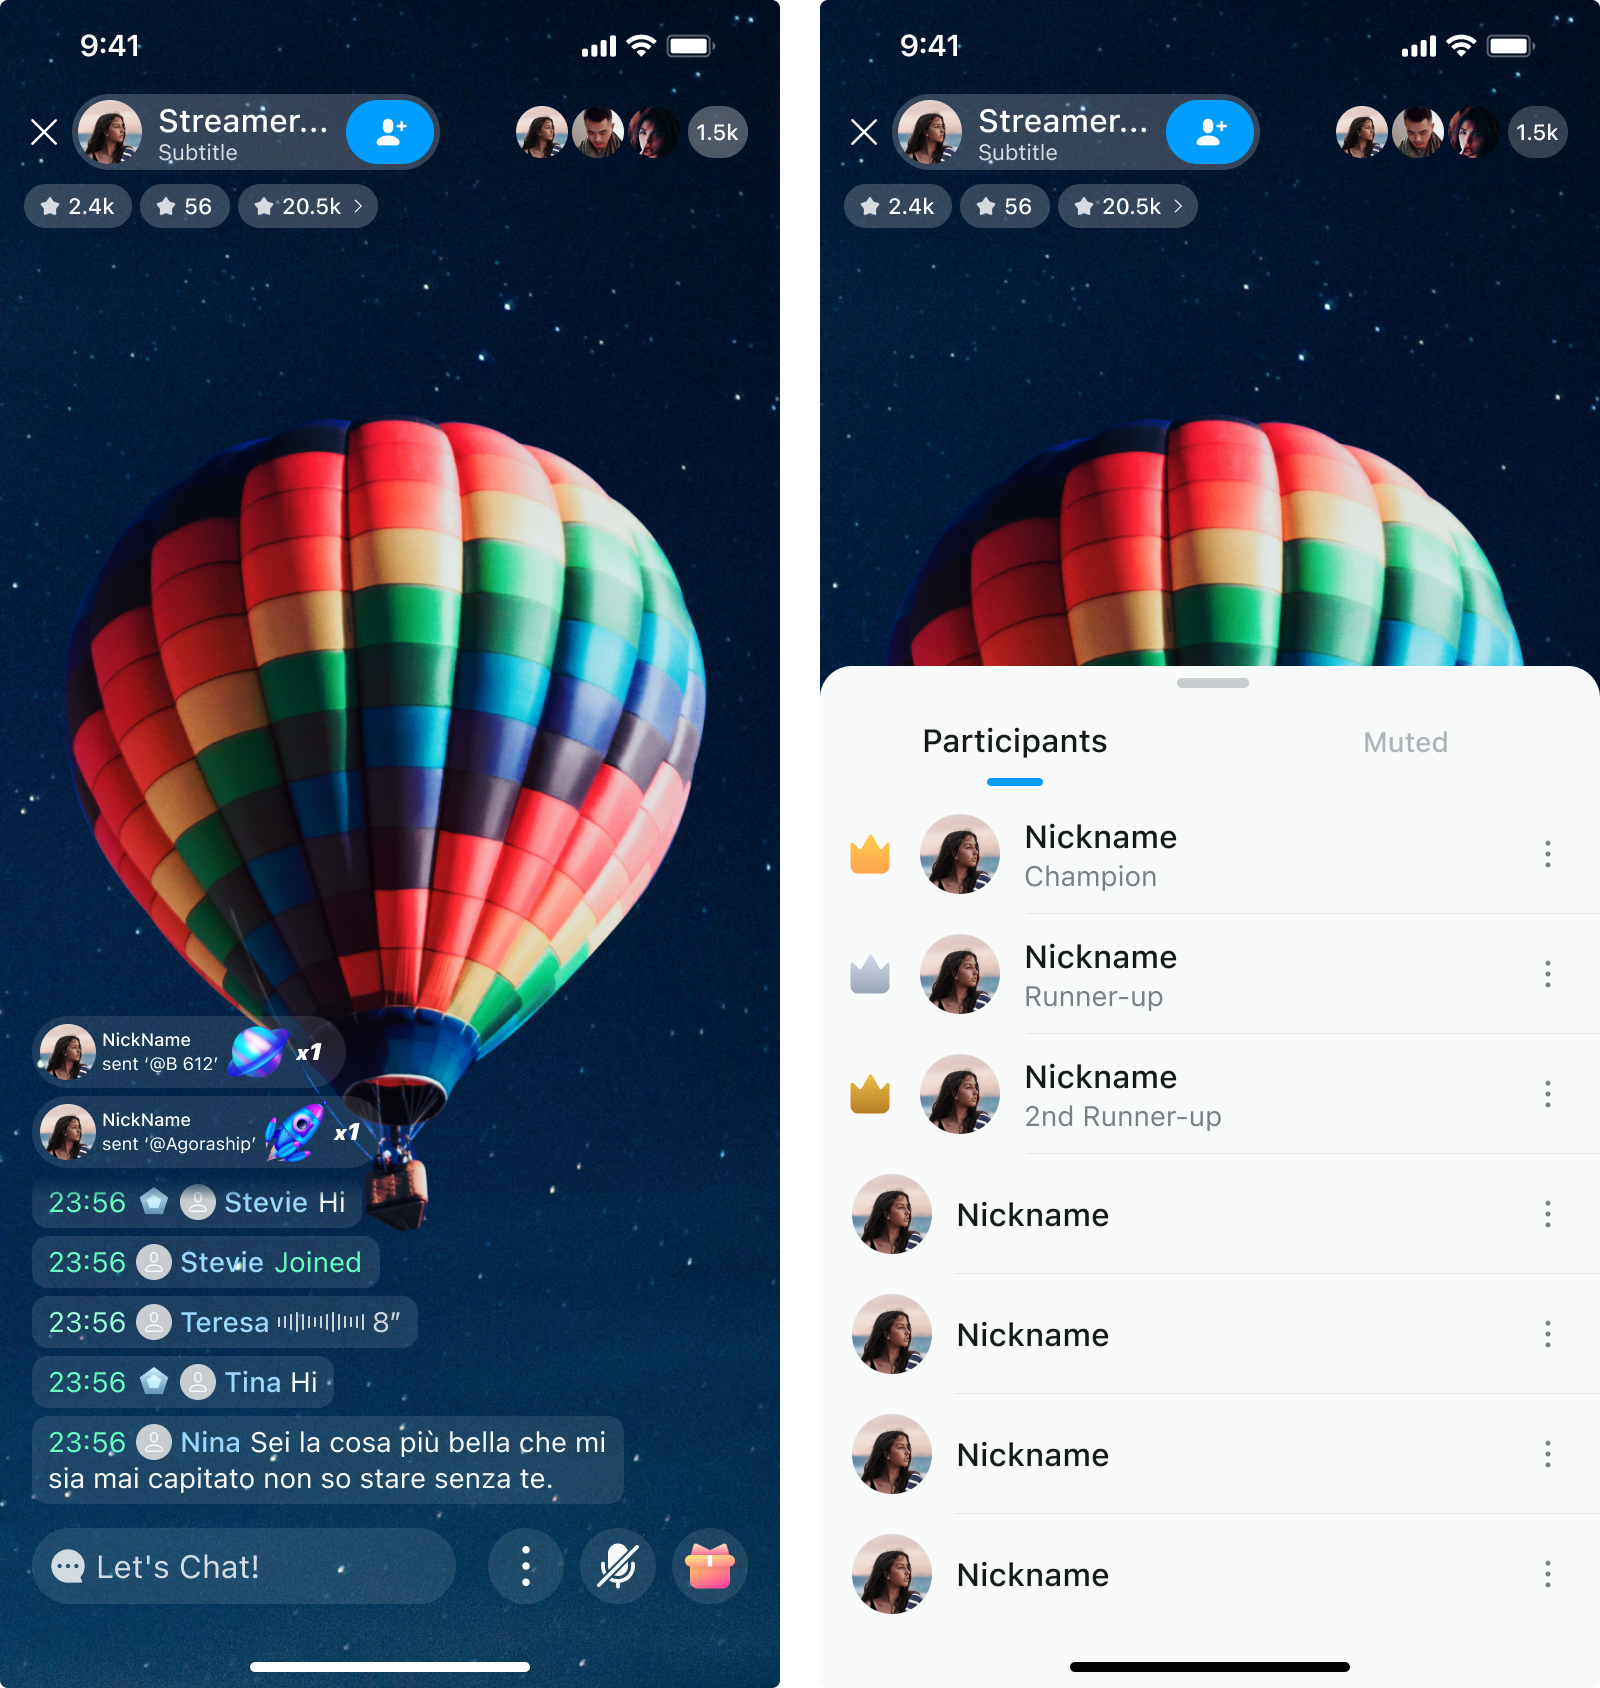 9:41
Streamer...
Subtitle
1.5k
2.4k
56
20.5k
NickName
sent ‘@B 612’
x1
NickName
sent ‘@Agoraship’
x1
23:56 Stevie Hi
23:56 Stevie Joined
23:56 Teresa 8”
23:56 Tina Hi
23:56 Nina Sei la cosa più bella che mi
sia mai capitato non so stare senza te.
Let's Chat!
9:41
Streamer...
Subtitle
1.5k
2.4k
56
20.5k
Participants
Muted
Nickname
Champion
Nickname
Runner-up
Nickname
2nd Runner-up
Nickname
Nickname
Nickname
Nickname